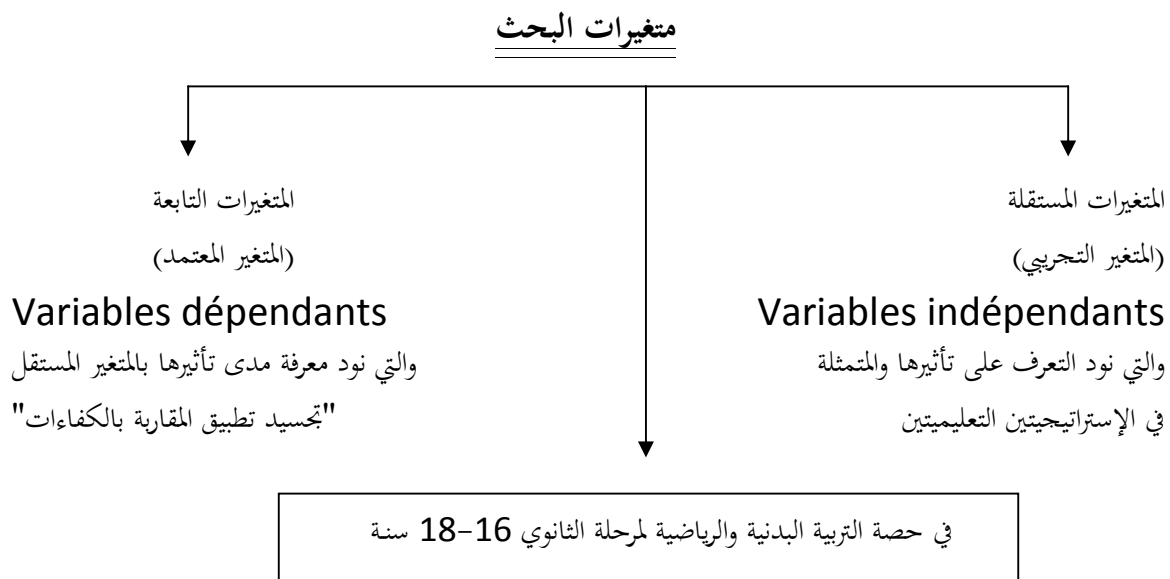 متغيرات البحث
المتغيرات المستقلة
(المتغير التجريبي)
Variables indépendants
والتي نود التعرف على تأثيرها والمتمثلة
في الإستراتيجيتين التعليميتين
المتغيرات التابعة
(المتغير المعتمد)
Variables dépendants
والتي نود معرفة مدى تأثيرها بالمتغير المستقل
"تجسيد تطبيق المقاربة بالكفاءات"
في حصة التربية البدنية والرياضية لمرحلة الثانوي 16-18 سنة